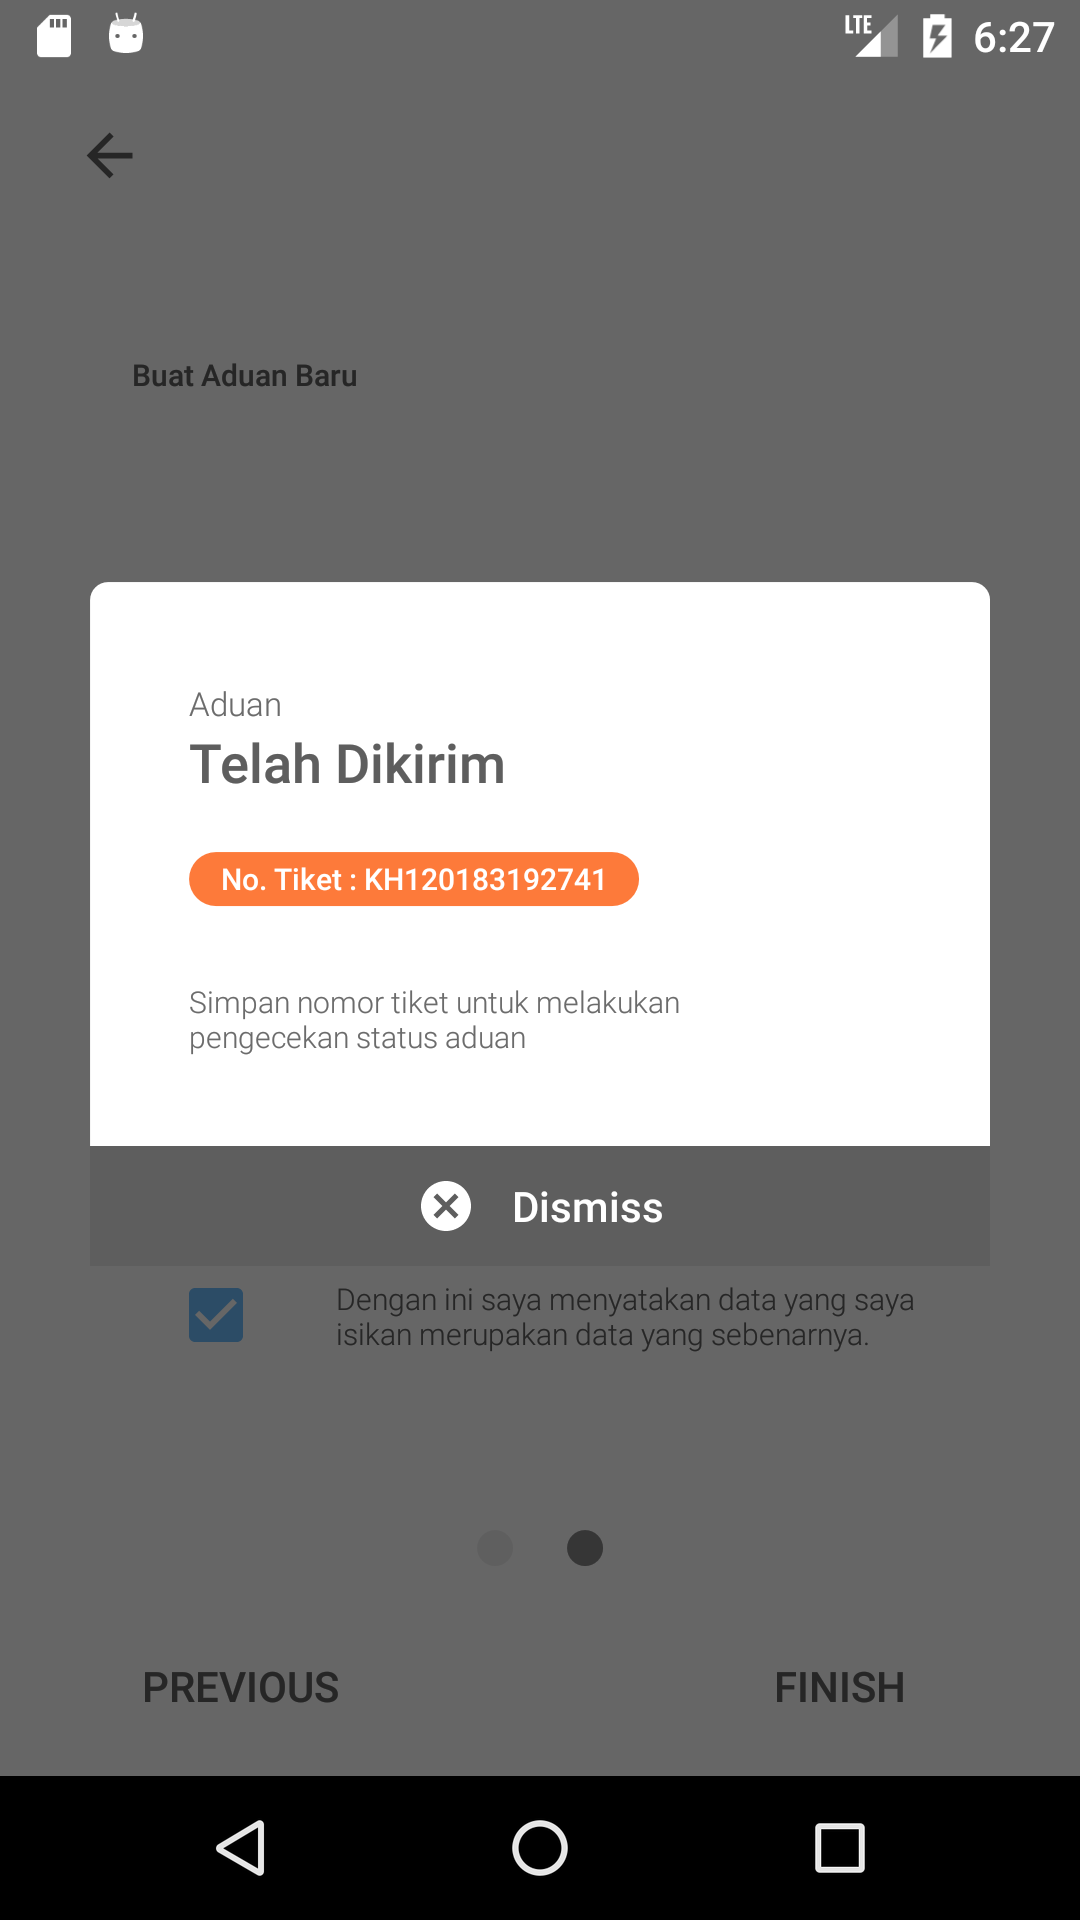 LTE 6:27
Buat Aduan Baru
Aduan
Telah Dikirim
No. Tiket : KH120183192741
Simpan nomor tiket untuk melakukan
pengecekan status aduan
Dismiss
Dengan ini saya menyatakan data yang saya
isikan merupakan data yang sebenarnya.
PREVIOUS FINISH